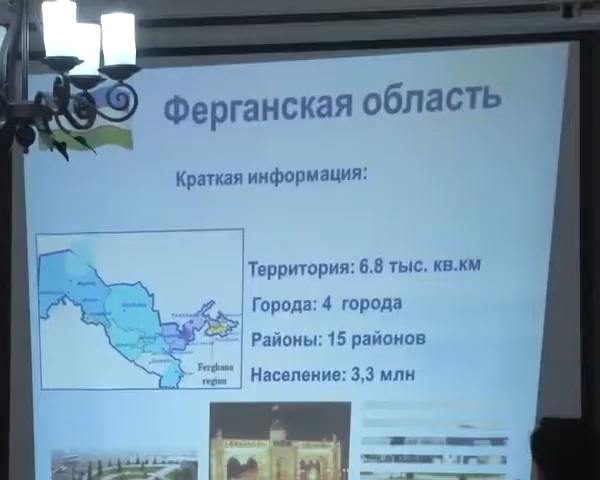 Ферганская область
Краткая информация:
Территория: 6.8 тыс. кв.км
Города: 4 города
Районы: 15 районов
Население: 3,3 млн
Fergkana
region